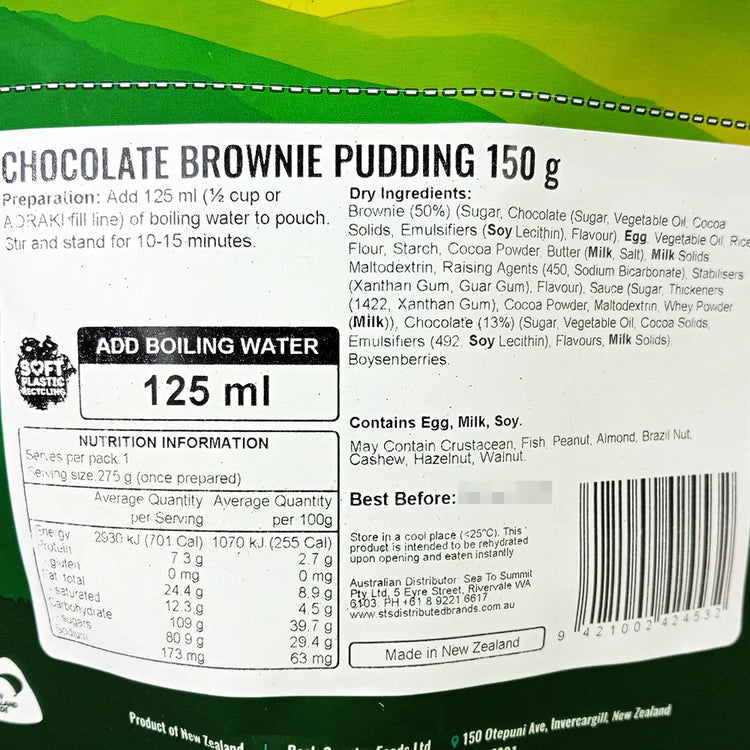 CHOCOLATE BROWNIE PUDDING 150 g
Preparation: Add 125 ml (½ cup or
AORAKI fill line) of boiling water to pouch.
Stir and stand for 10-15 minutes.
SOFT
PLASTIC
RECYCLING
ADD BOILING WATER
125 ml
NUTRITION INFORMATION
Serves per pack 1
Serving size 275 g (once prepared)
Average Quantity Average Quantity
per Serving per 100g
Energy 2930 kJ (701 Cal) 1070 kJ (255 Cal)
Protein 7.3 g 2.7 g
gluten 0 mg 0 mg
Fat total 24.4 g 8.9 g
saturated 12.3 g 4.5 g
Carbohydrate 109 g 39.7 g
sugars 80.9 g 29.4 g
Sodium 173 mg 63 mg
Dry Ingredients:
Brownie (50%) (Sugar, Chocolate (Sugar, Vegetable Oil, Cocoa
Solids, Emulsifiers (Soy Lecithin), Flavour), Egg, Vegetable Oil, Rice
Flour, Starch, Cocoa Powder, Butter (Milk, Salt), Milk Solids
Maltodextrin, Raising Agents (450, Sodium Bicarbonate), Stabilisers
(Xanthan Gum, Guar Gum), Flavour), Sauce (Sugar, Thickeners
(1422, Xanthan Gum), Cocoa Powder, Maltodextrin, Whey Powder
(Milk)), Chocolate (13%) (Sugar, Vegetable Oil, Cocoa Solids,
Emulsifiers (492, Soy Lecithin), Flavours, Milk Solids)
Boysenberries.
Contains Egg, Milk, Soy.
May Contain Crustacean, Fish, Peanut, Almond, Brazil Nut,
Cashew, Hazelnut, Walnut.
Best Before:
Store in a cool place (<25°C). This
product is intended to be rehydrated
upon opening and eaten instantly
Australian Distributor: Sea To Summit
Pty Ltd, 5 Eyre Street, Rivervale WA
6103. PH +61 8 9221 6617
www.stsdistributedbrands.com.au
Made in New Zealand
9 421002 424532
Product of New Zealand
150 Otepuni Ave, Invercargill, New Zealand